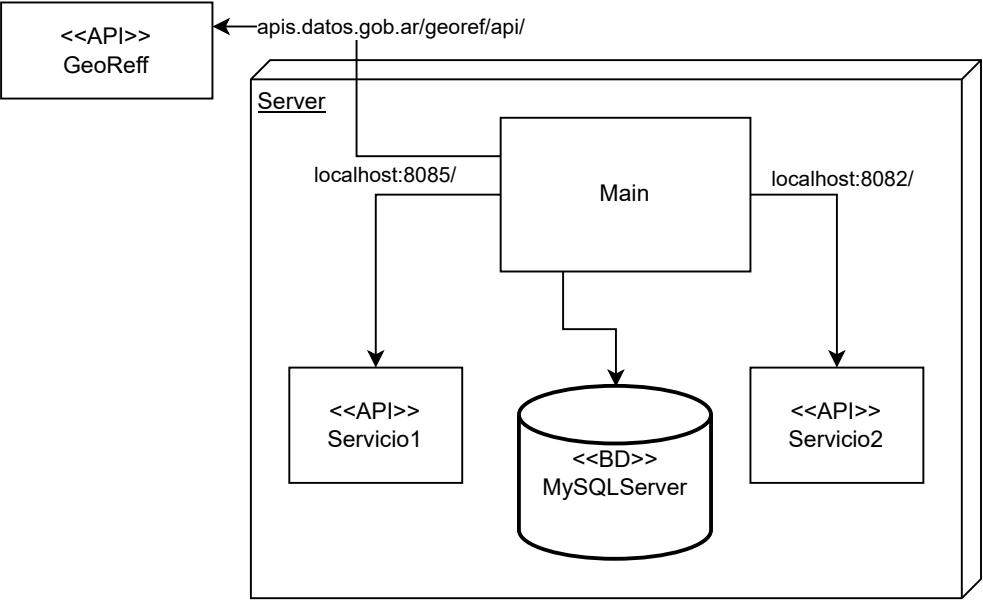 <<API>>
GeoReff
apis.datos.gob.ar/georef/api/
Server
localhost:8085/
Main
localhost:8082/
<<API>>
Servicio1
<<BD>>
MySQLServer
<<API>>
Servicio2